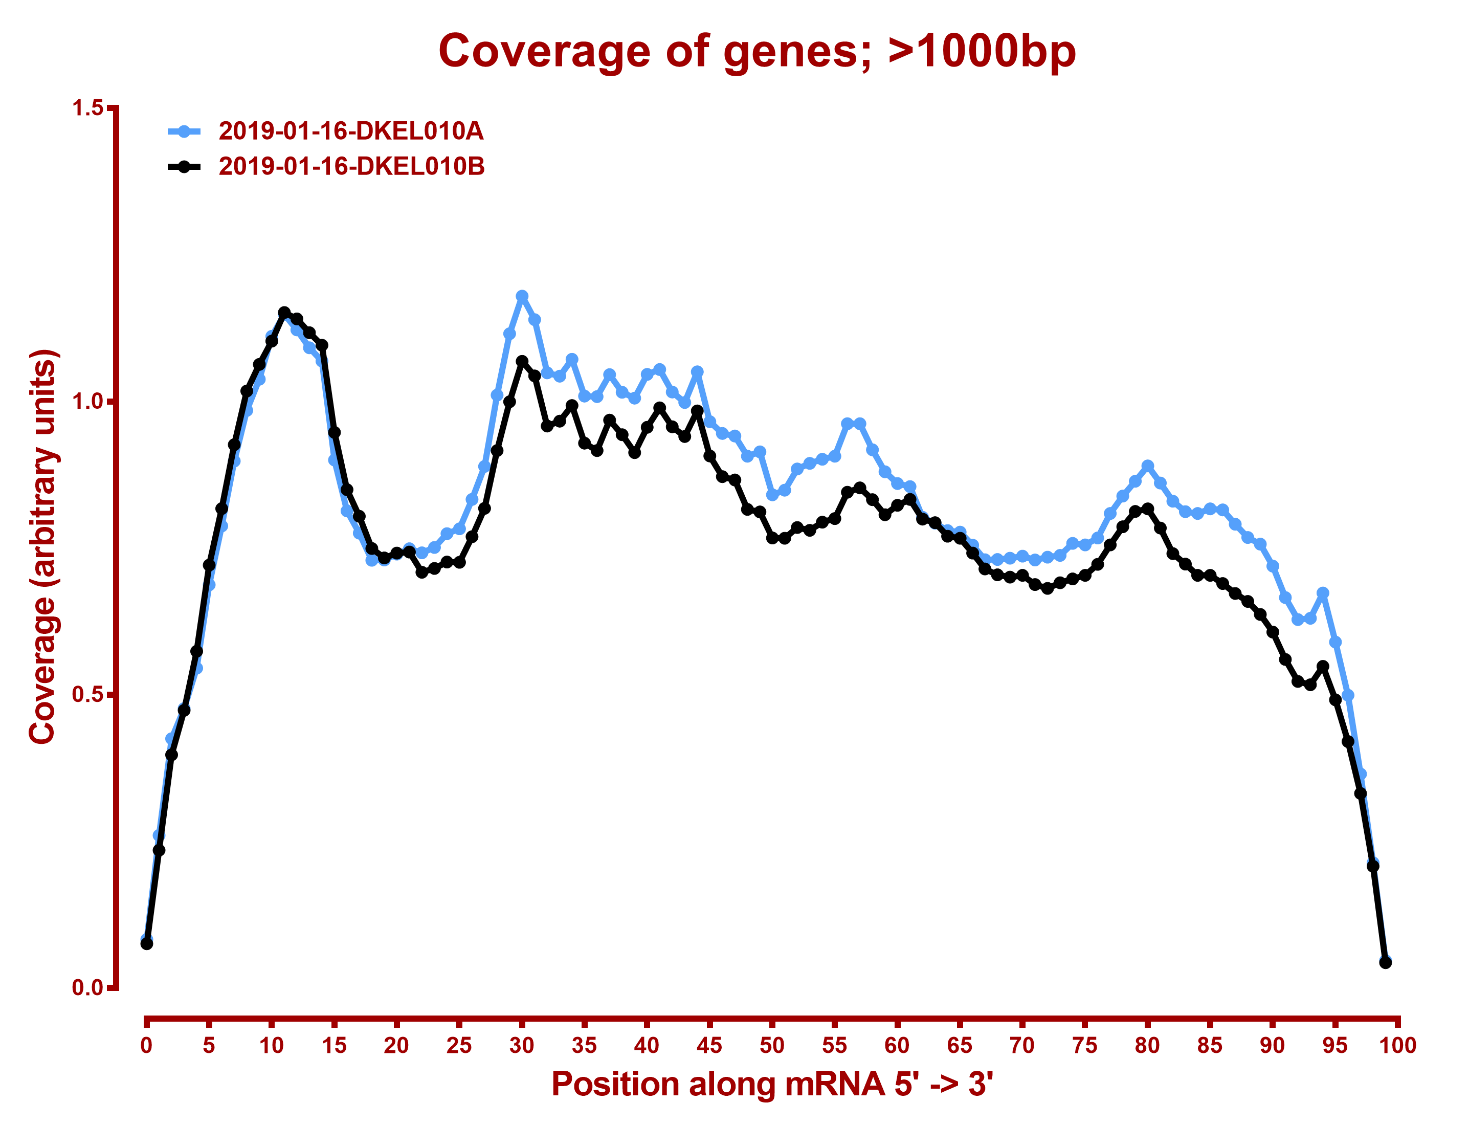 Coverage of genes; >1000bp
1.5
2019-01-16-DKEL010A
2019-01-16-DKEL010B
1.0
0.5
0.0
Coverage (arbitrary units)
0 5 10 15 20 25 30 35 40 45 50 55 60 65 70 75 80 85 90 95 100
Position along mRNA 5' -> 3'